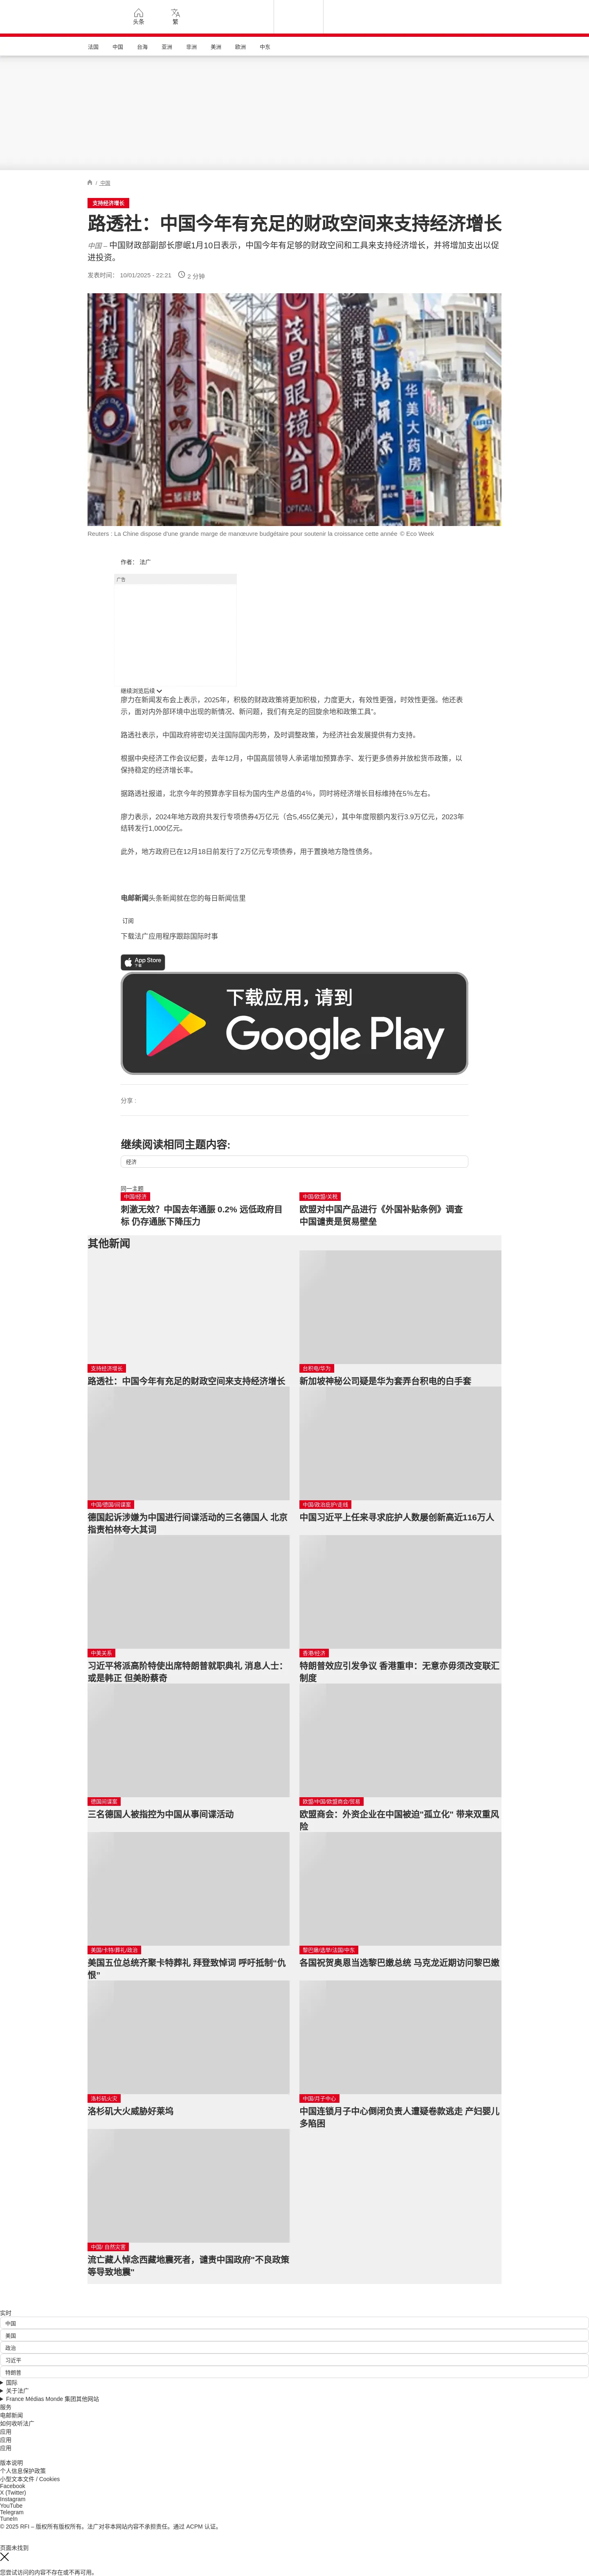 头条
繁
法国 中国 台海 亚洲 非洲 美洲 欧洲 中东
/ 中国
支持经济增长
路透社：中国今年有充足的财政空间来支持经济增长
中国 – 中国财政部副部长廖岷1月10日表示，中国今年有足够的财政空间和工具来支持经济增长，并将增加支出以促
进投资。
发表时间： 10/01/2025 - 22:21 2 分钟
茂昌眼镜公司
OPTICAL
泰康食品
培罗蒙
华美大药房
Reuters : La Chine dispose d'une grande marge de manœuvre budgétaire pour soutenir la croissance cette année © Eco Week
作者： 法广
广告
继续浏览后续
廖力在新闻发布会上表示，2025年，积极的财政政策将更加积极，力度更大，有效性更强，时效性更强。他还表
示，面对内外部环境中出现的新情况、新问题，我们有充足的回旋余地和政策工具”。
路透社表示，中国政府将密切关注国际国内形势，及时调整政策，为经济社会发展提供有力支持。
根据中央经济工作会议纪要，去年12月，中国高层领导人承诺增加预算赤字、发行更多债券并放松货币政策，以
保持稳定的经济增长率。
据路透社报道，北京今年的预算赤字目标为国内生产总值的4%，同时将经济增长目标维持在5%左右。
廖力表示，2024年地方政府共发行专项债券4万亿元（合5,455亿美元），其中年度限额内发行3.9万亿元，2023年
结转发行1,000亿元。
此外，地方政府已在12月18日前发行了2万亿元专项债券，用于置换地方隐性债务。
电邮新闻头条新闻就在您的每日新闻信里
订阅
下载法广应用程序跟踪国际时事
App Store
下载
下载应用，请到
Google Play
分享 :
继续阅读相同主题内容:
经济
同一主题
中国/经济
刺激无效？中国去年通胀 0.2% 远低政府目
标 仍存通胀下降压力
中国/欧盟/关税
欧盟对中国产品进行《外国补贴条例》调查
中国谴责是贸易壁垒
其他新闻
支持经济增长
路透社：中国今年有充足的财政空间来支持经济增长
台积电/华为
新加坡神秘公司疑是华为套弄台积电的白手套
中国/德国/间谍案
德国起诉涉嫌为中国进行间谍活动的三名德国人 北京
指责柏林夸大其词
中国/政治庇护/走线
中国习近平上任来寻求庇护人数屡创新高近116万人
中美关系
习近平将派高阶特使出席特朗普就职典礼 消息人士：
或是韩正 但美盼蔡奇
香港/经济
特朗普效应引发争议 香港重申：无意亦毋须改变联汇
制度
德国间谍案
三名德国人被指控为中国从事间谍活动
欧盟/中国/欧盟商会/贸易
欧盟商会：外资企业在中国被迫"孤立化" 带来双重风
险
美国/卡特/葬礼/政治
美国五位总统齐聚卡特葬礼 拜登致悼词 呼吁抵制“仇
恨”
黎巴嫩/选举/法国/中东
各国祝贺奥恩当选黎巴嫩总统 马克龙近期访问黎巴嫩
洛杉矶火灾
洛杉矶大火威胁好莱坞
中国/月子中心
中国连锁月子中心倒闭负责人遭疑卷款逃走 产妇婴儿
多陷困
中国/ 自然灾害
流亡藏人悼念西藏地震死者，谴责中国政府"不良政策
等导致地震"
实时
中国
美国
政治
习近平
特朗普
国际
关于法广
France Médias Monde 集团其他网站
服务
电邮新闻
如何收听法广
应用
应用
应用
版本说明
个人信息保护政策
小型文本文件 / Cookies
Facebook
X (Twitter)
Instagram
YouTube
Telegram
TuneIn
© 2025 RFI – 版权所有版权所有。法广对非本网站内容不承担责任。通过 ACPM 认证。
页面未找到
您尝试访问的内容不存在或不再可用。